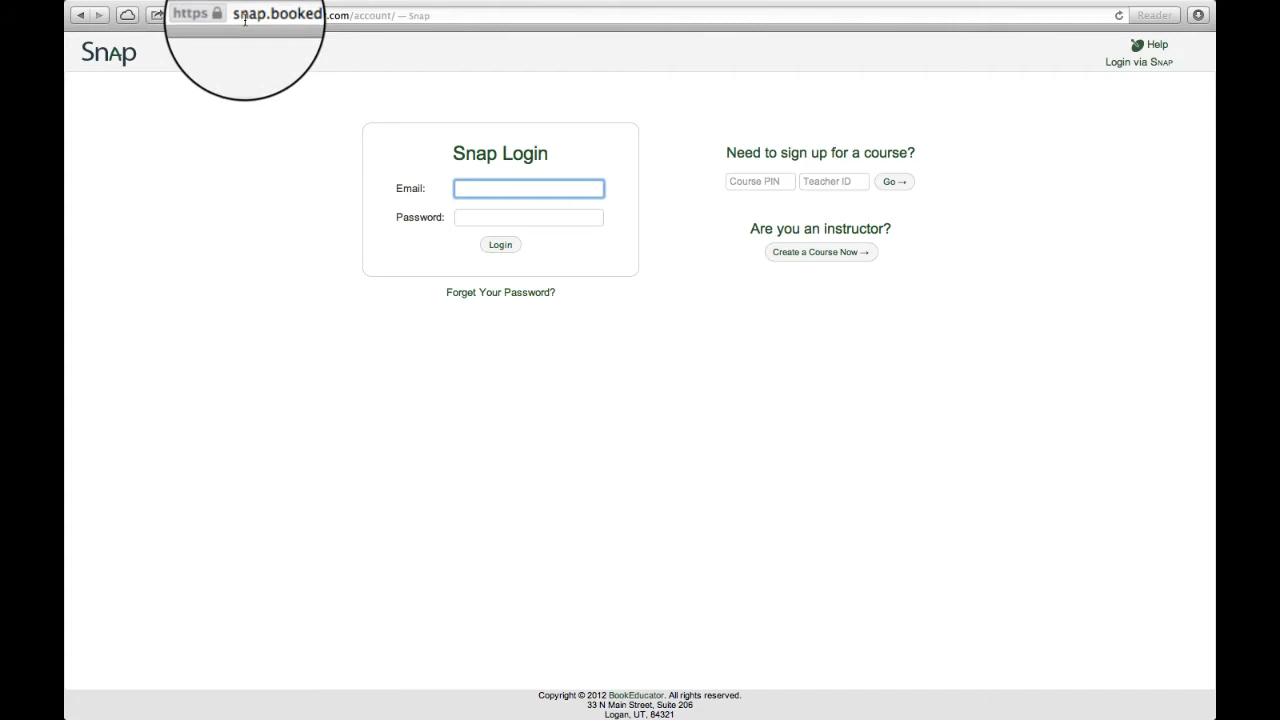 https snap.booked .com/account/ — Snap
Reader
Snap
Help
Login via Snap
Snap Login
Email:
Password:
Login
Forget Your Password?
Need to sign up for a course?
Course PIN Teacher ID Go →
Are you an instructor?
Create a Course Now →
Copyright © 2012 BookEducator. All rights reserved.
33 N Main Street, Suite 206
Logan, UT, 84321